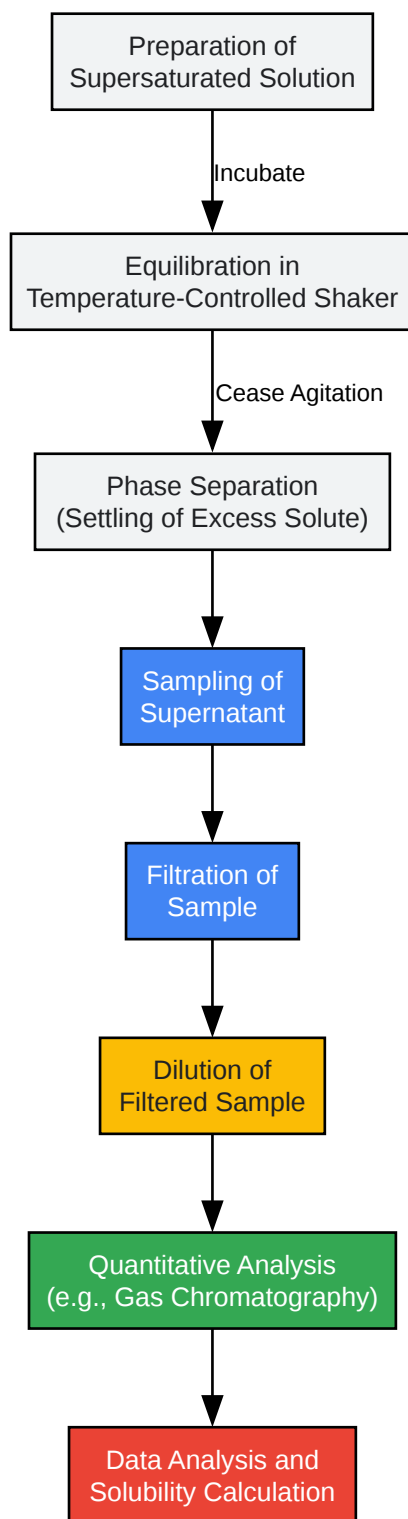 Preparation of
Supersaturated Solution
Incubate
Equilibration in
Temperature-Controlled Shaker
Cease Agitation
Phase Separation
(Settling of Excess Solute)
Sampling of
Supernatant
Filtration of
Sample
Dilution of
Filtered Sample
Quantitative Analysis
(e.g., Gas Chromatography)
Data Analysis and
Solubility Calculation